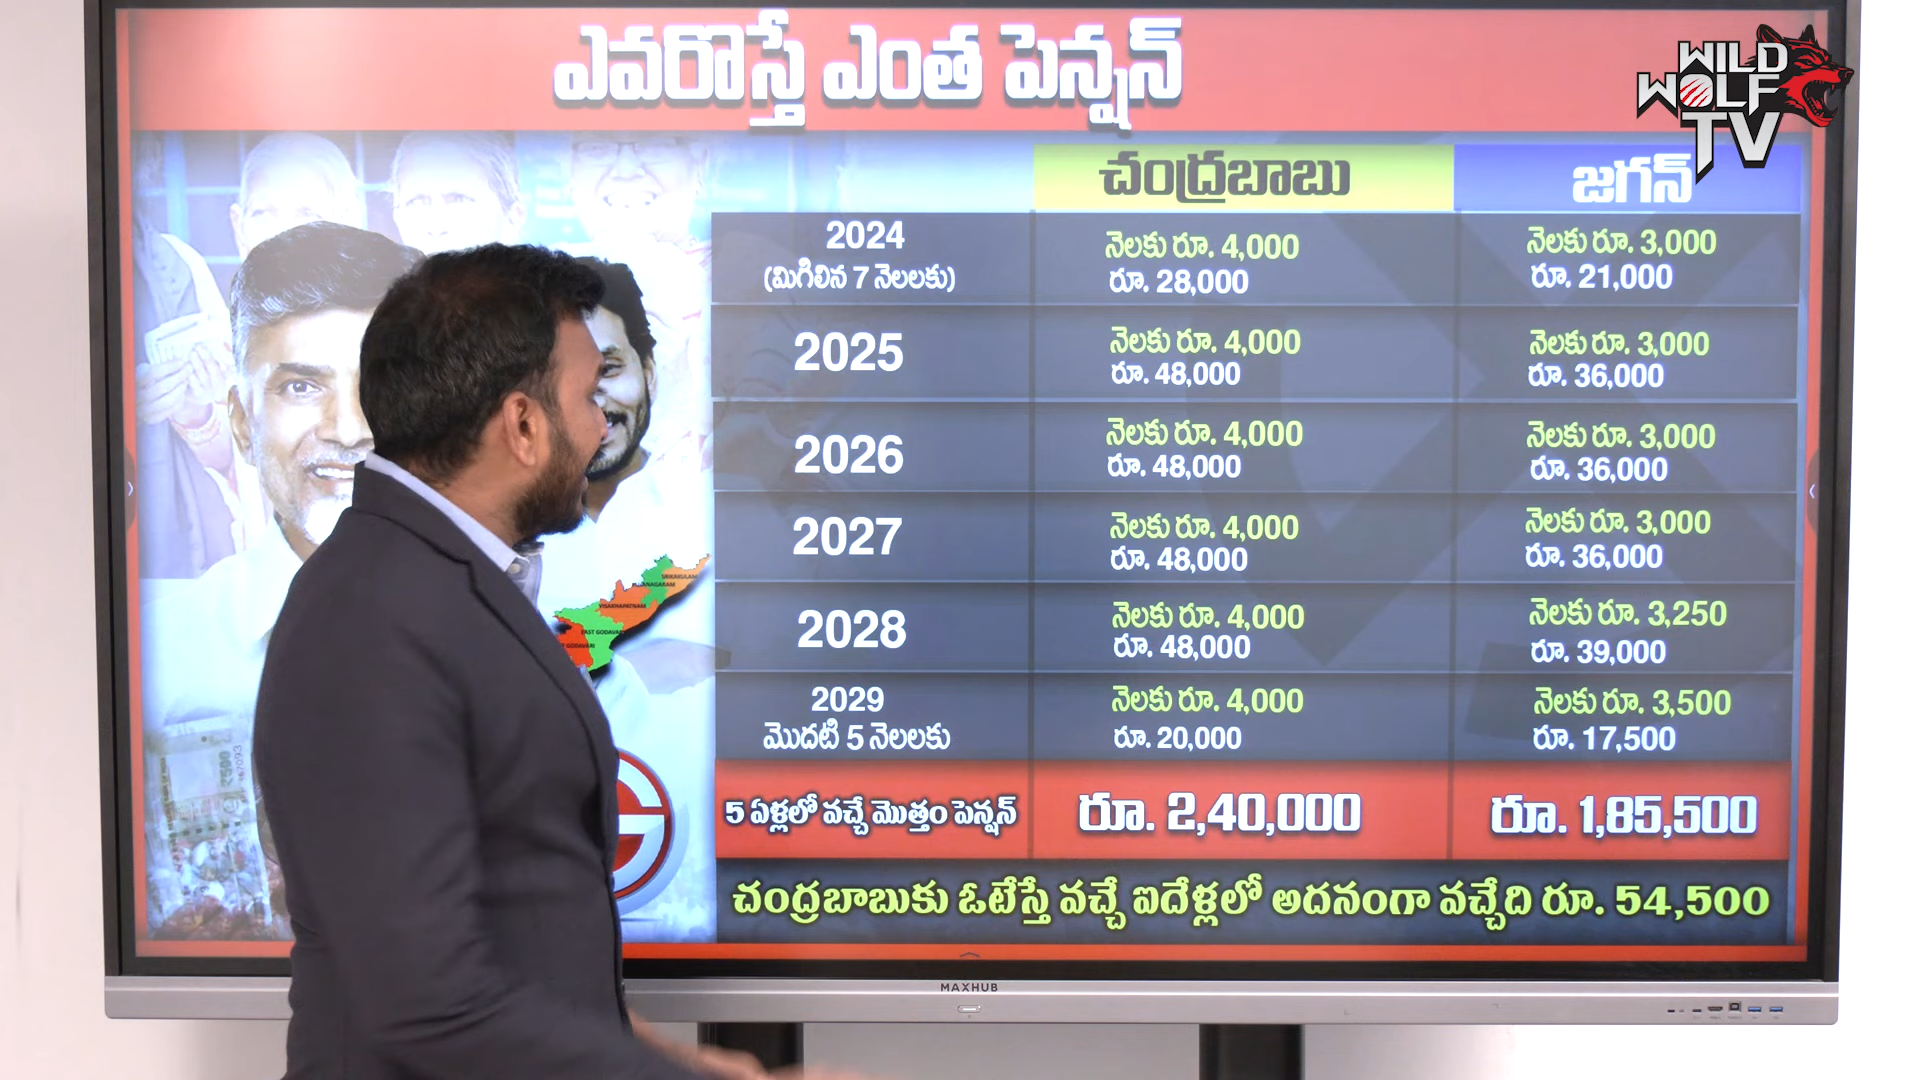 ఎవరొస్తే ఎంత పెన్షన్
WILD
WOLF
TV
చంద్రబాబు
జగన్
2024
(మిగిలిన 7 నెలలకు)
నెలకు రూ. 4,000
రూ. 28,000
నెలకు రూ. 3,000
రూ. 21,000
2025
నెలకు రూ. 4,000
రూ. 48,000
నెలకు రూ. 3,000
రూ. 36,000
2026
నెలకు రూ. 4,000
రూ. 48,000
నెలకు రూ. 3,000
రూ. 36,000
2027
నెలకు రూ. 4,000
రూ. 48,000
నెలకు రూ. 3,000
రూ. 36,000
2028
నెలకు రూ. 4,000
రూ. 48,000
నెలకు రూ. 3,250
రూ. 39,000
2029
మొదటి 5 నెలలకు
నెలకు రూ. 4,000
రూ. 20,000
నెలకు రూ. 3,500
రూ. 17,500
5 ఏళ్లలో వచ్చే మొత్తం పెన్షన్
రూ. 2,40,000
రూ. 1,85,500
చంద్రబాబుకు ఓటేస్తే వచ్చే ఐదేళ్లలో అదనంగా వచ్చేది రూ. 54,500
SRIKAKULAM
VISAKHAPATNAM
MAXHUB